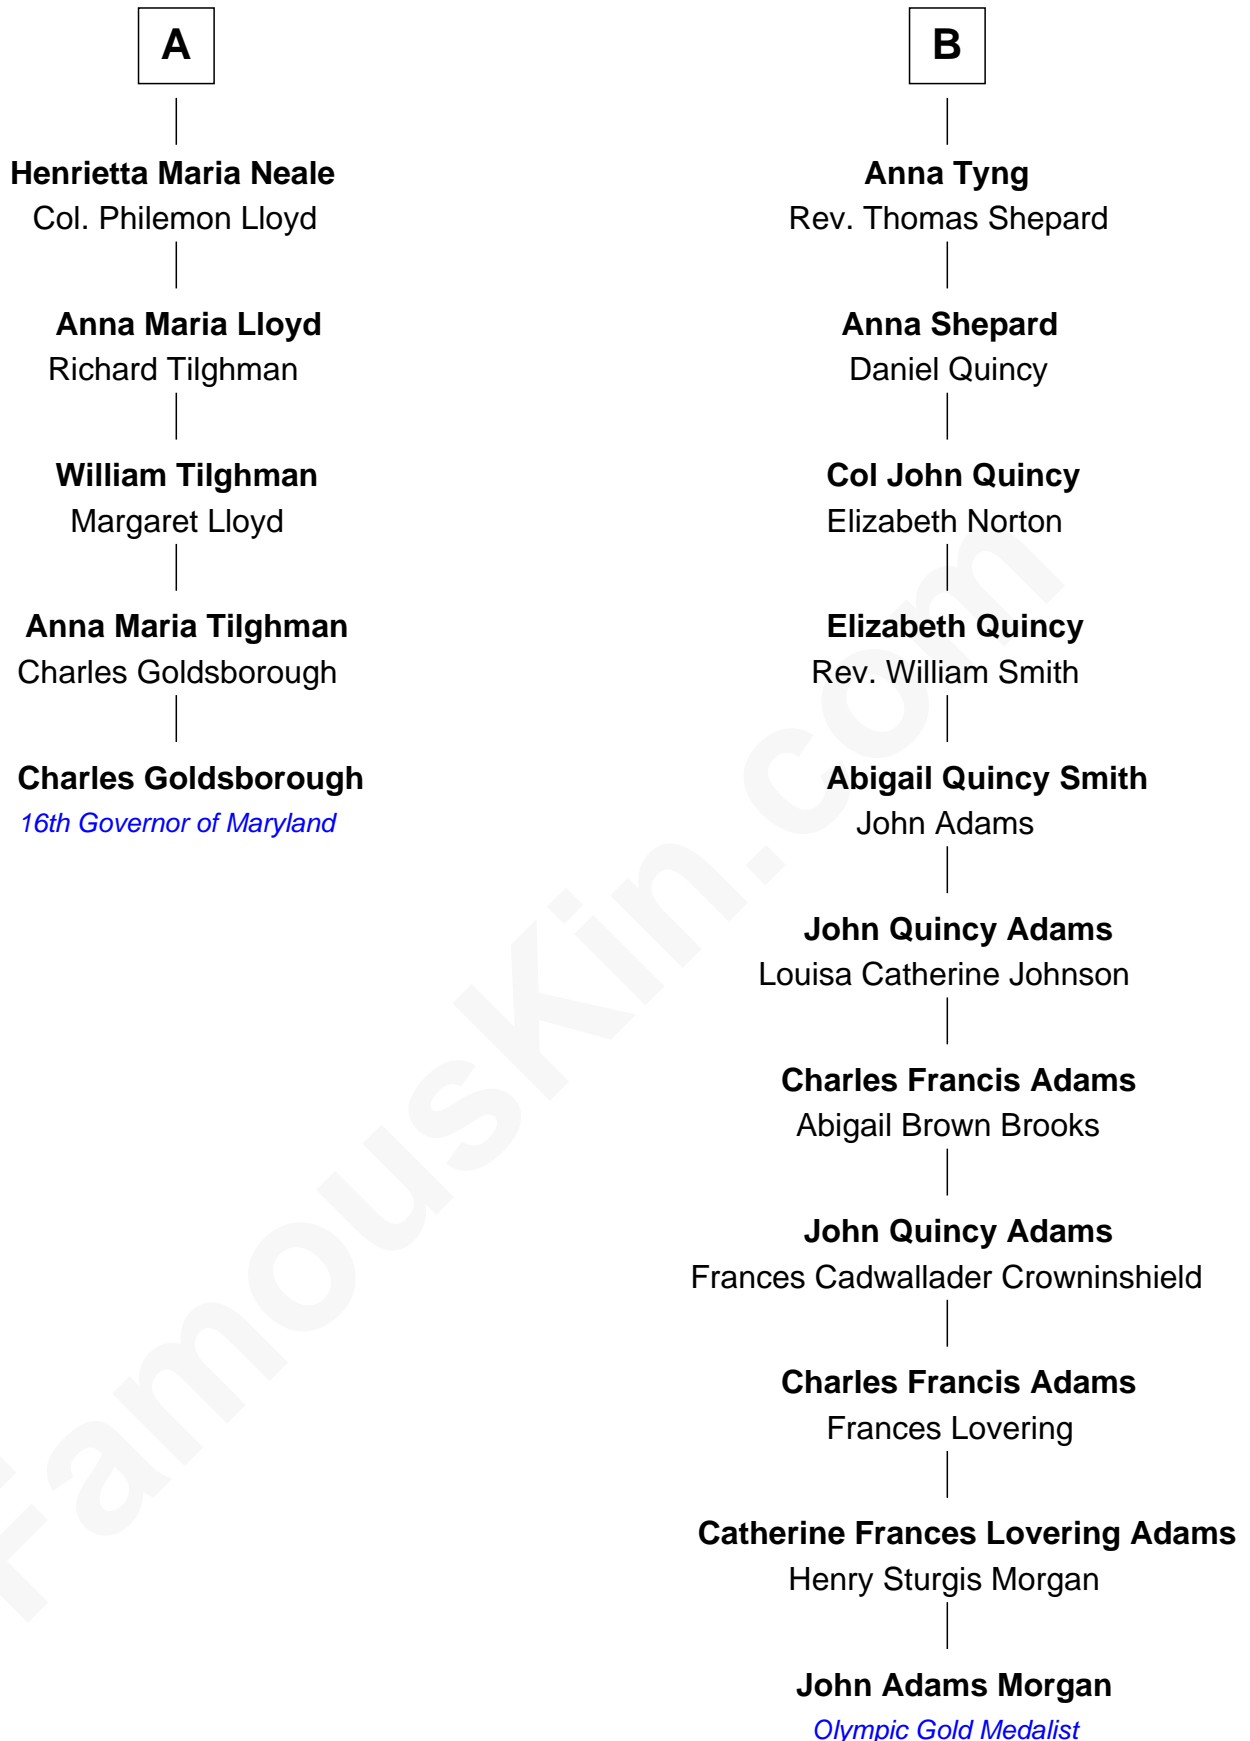 A
Henrietta Maria Neale
Col. Philemon Lloyd
Anna Maria Lloyd
Richard Tilghman
William Tilghman
Margaret Lloyd
Anna Maria Tilghman
Charles Goldsborough
Charles Goldsborough
16th Governor of Maryland
B
Anna Tyng
Rev. Thomas Shepard
Anna Shepard
Daniel Quincy
Col John Quincy
Elizabeth Norton
Elizabeth Quincy
Rev. William Smith
Abigail Quincy Smith
John Adams
John Quincy Adams
Louisa Catherine Johnson
Charles Francis Adams
Abigail Brown Brooks
John Quincy Adams
Frances Cadwallader Crowninshield
Charles Francis Adams
Frances Lovering
Catherine Frances Lovering Adams
Henry Sturgis Morgan
John Adams Morgan
Olympic Gold Medalist
FamousKin.com